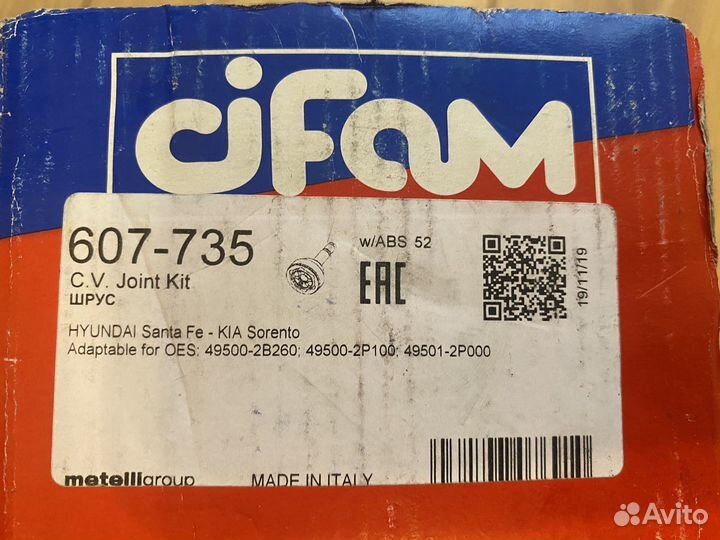 cifam
607-735
C.V. Joint Kit
ШРУС
w/ABS 52
EAC
19/11/19
HYUNDAI Santa Fe - KIA Sorento
Adaptable for OES: 49500-2B260; 49500-2P100; 49501-2P000
metelligroup
MADE IN ITALY
Avito